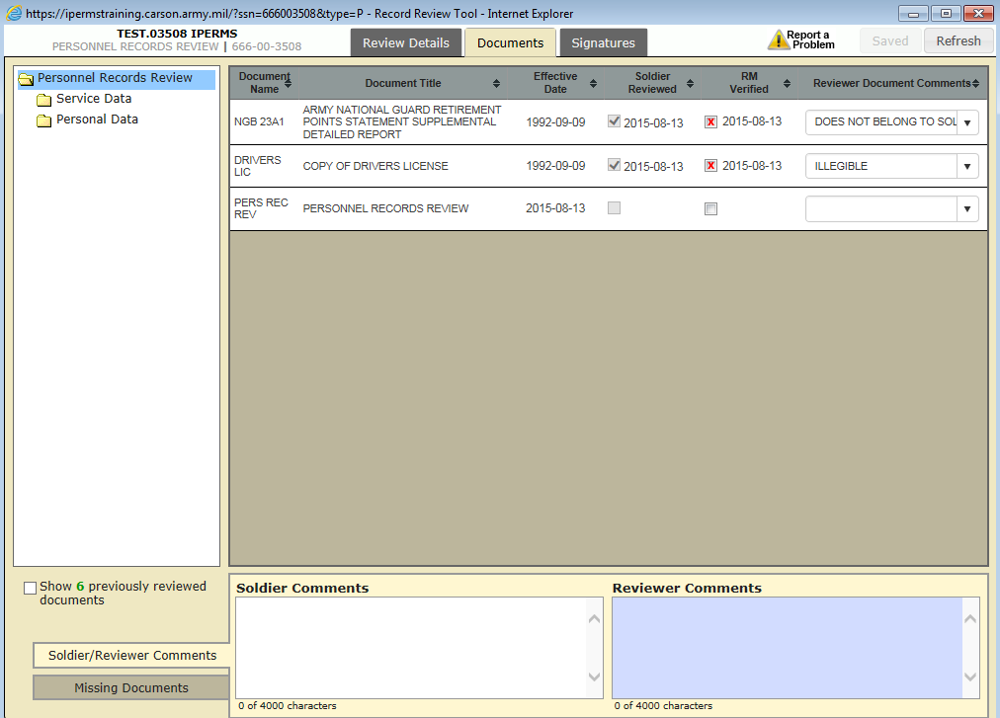 https://ipermstraining.carson.army.mil/?ssn=666003508&type=P - Record Review Tool - Internet Explorer
TEST.03508 IPERMS
PERSONNEL RECORDS REVIEW | 666-00-3508
Review Details
Documents
Signatures
Report a
Problem
Saved
Refresh
Personnel Records Review
Service Data
Personal Data
Document
Name
Document Title
Effective
Date
Soldier
Reviewed
RM
Verified
Reviewer Document Comments
NGB 23A1
ARMY NATIONAL GUARD RETIREMENT
POINTS STATEMENT SUPPLEMENTAL
DETAILED REPORT
1992-09-09
2015-08-13
2015-08-13
DOES NOT BELONG TO SOL
DRIVERS
LIC
COPY OF DRIVERS LICENSE
1992-09-09
2015-08-13
2015-08-13
ILLEGIBLE
PERS REC
REV
PERSONNEL RECORDS REVIEW
2015-08-13
Show 6 previously reviewed
documents
Soldier/Reviewer Comments
Missing Documents
Soldier Comments
0 of 4000 characters
Reviewer Comments
0 of 4000 characters